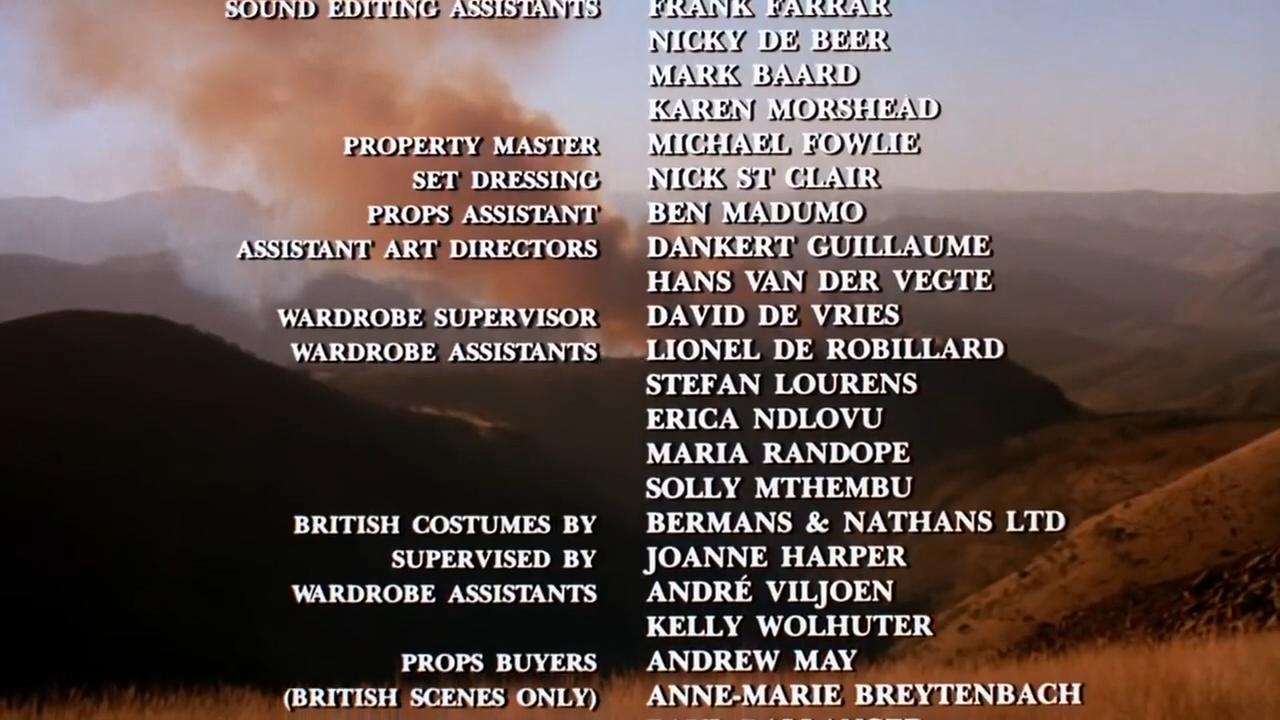 SOUND EDITING ASSISTANTS FRANK FARRAR
NICKY DE BEER
MARK BAARD
KAREN MORSHEAD
PROPERTY MASTER MICHAEL FOWLIE
SET DRESSING NICK ST CLAIR
PROPS ASSISTANT BEN MADUMO
ASSISTANT ART DIRECTORS DANKERT GUILLAUME
HANS VAN DER VEGTE
WARDROBE SUPERVISOR DAVID DE VRIES
WARDROBE ASSISTANTS LIONEL DE ROBILLARD
STEFAN LOURENS
ERICA NDLOVU
MARIA RANDOPE
SOLLY MTHEMBU
BRITISH COSTUMES BY BERMANS & NATHANS LTD
SUPERVISED BY JOANNE HARPER
WARDROBE ASSISTANTS ANDRÉ VILJOEN
KELLY WOLHUTER
PROPS BUYERS ANDREW MAY
(BRITISH SCENES ONLY) ANNE-MARIE BREYTENBACH